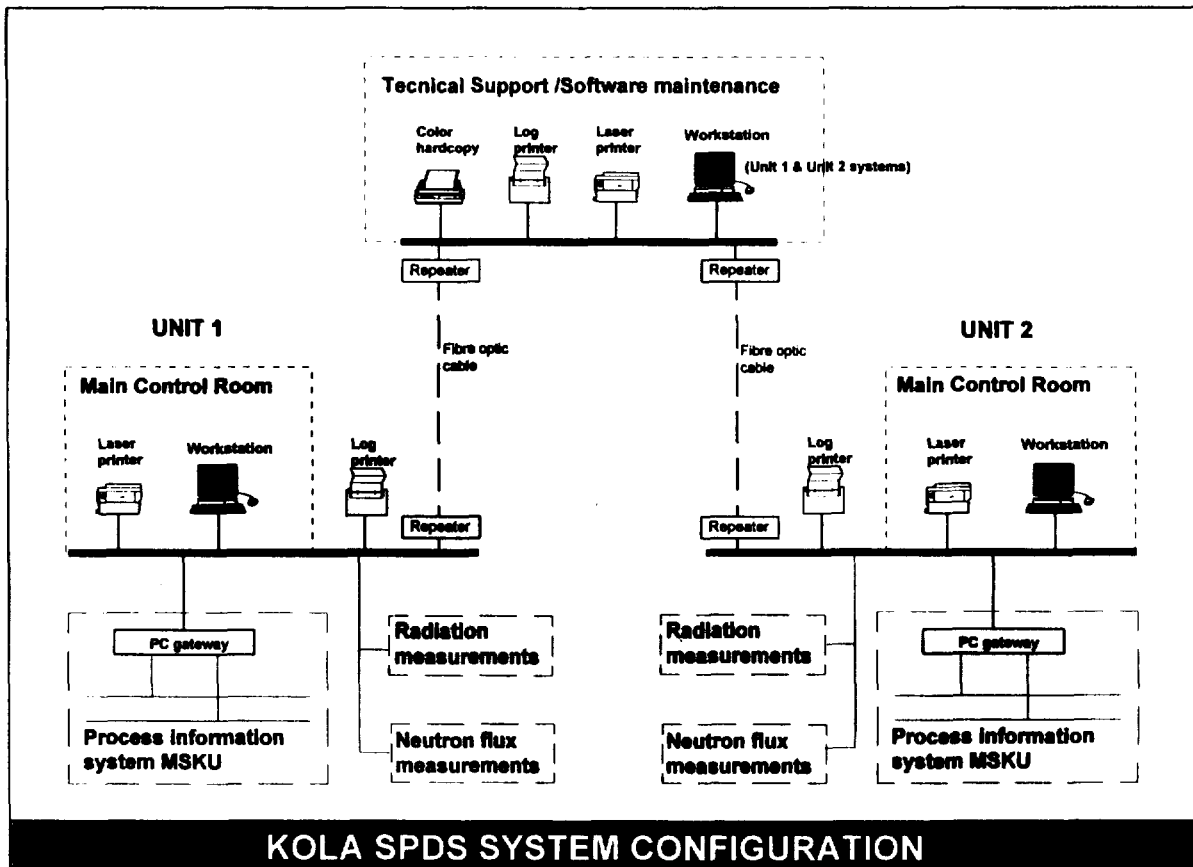 Tecnical Support /Software maintenance
Color
hardcopy
Log
printer
Laser
printer
Workstation
(Unit 1 & Unit 2 systems)
Repeater
Repeater
UNIT 1
UNIT 2
Fibre optic
cable
Fibre optic
cable
Main Control Room
Laser
printer
Workstation
Log
printer
Repeater
Main Control Room
Log
printer
Laser
printer
Workstation
Repeater
PC gateway
Process information
system MSKU
Radiation
measurements
Neutron flux
measurements
Radiation
measurements
Neutron flux
measurements
PC gateway
Process information
system MSKU
KOLA SPDS SYSTEM CONFIGURATION